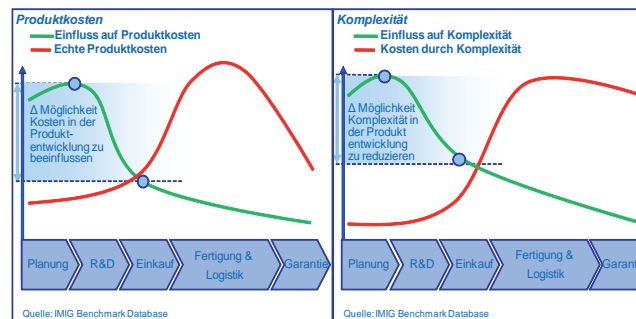 Produktkosten
Einfluss auf Produktkosten
Echte Produktkosten
Δ Möglichkeit
Kosten in der
Produkt-
entwicklung zu
beeinflussen
Planung
R&D
Einkauf
Fertigung &
Logistik
Garantie
Quelle: IMIG Benchmark Database
Komplexität
Einfluss auf Komplexität
Kosten durch Komplexität
Δ Möglichkeit
Komplexität in
der Produkt
entwicklung
zu reduzieren
Planung
R&D
Einkauf
Fertigung &
Logistik
Garant
Quelle: IMIG Benchmark Database